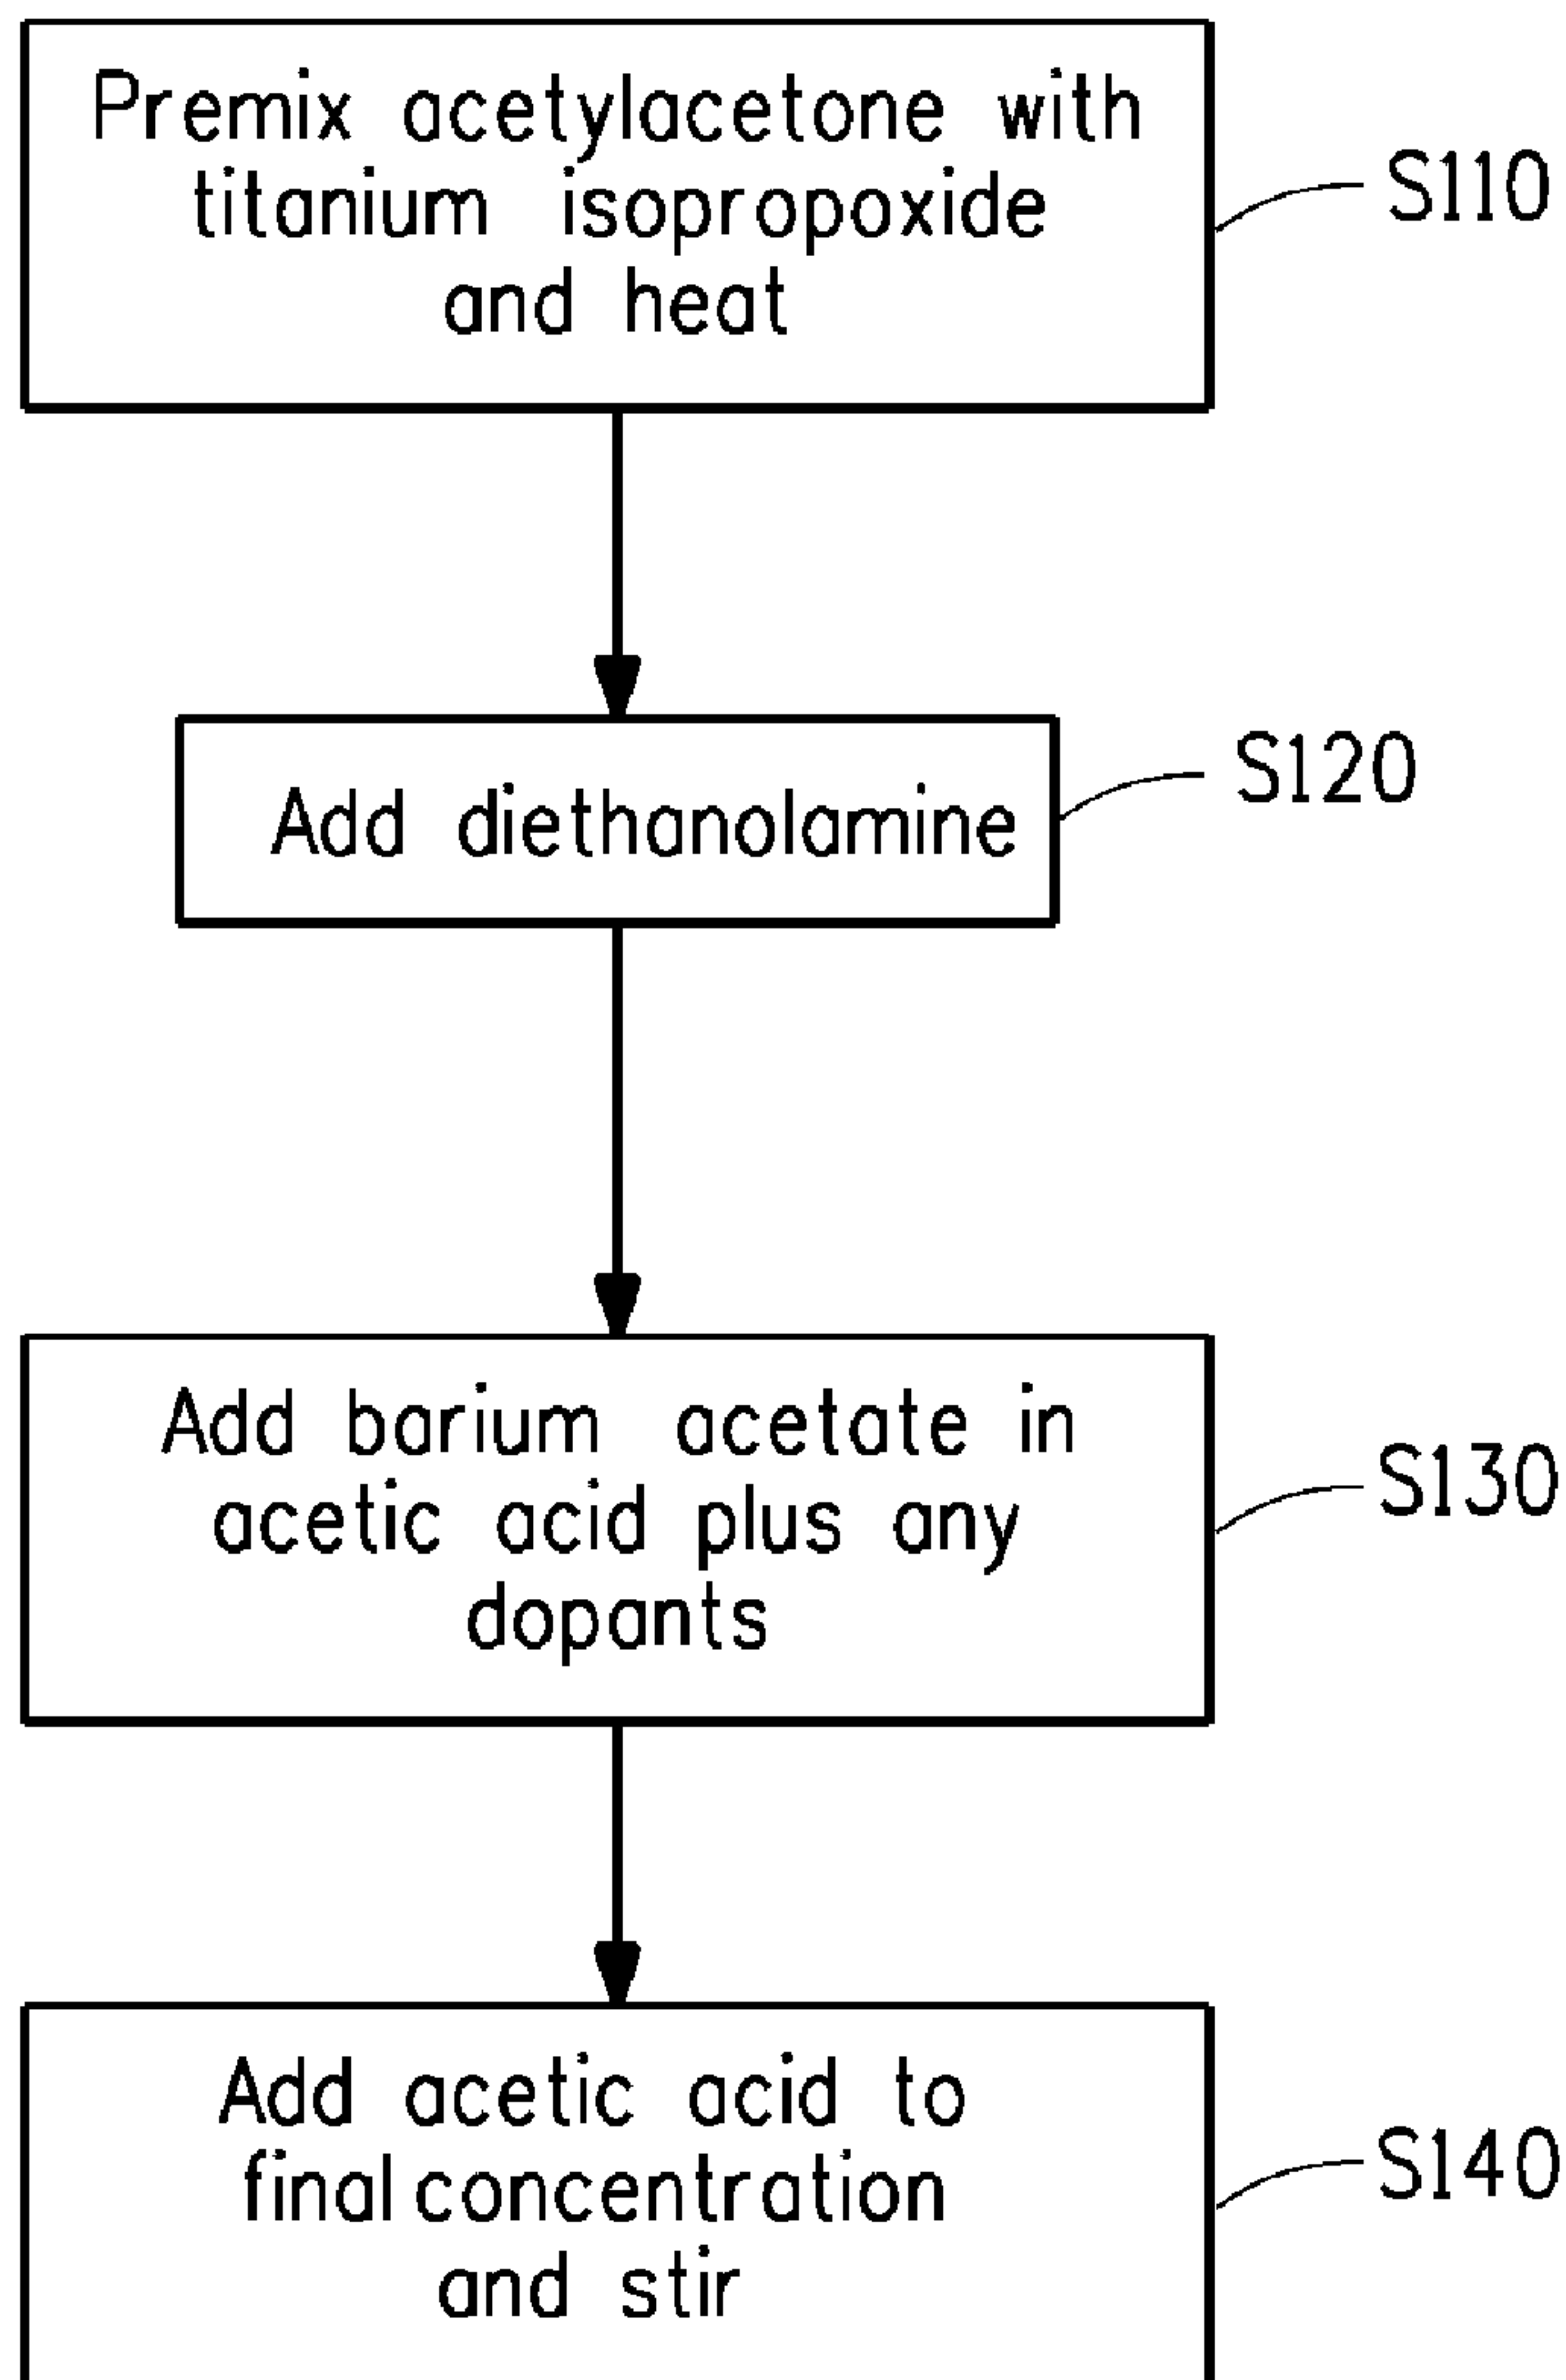 Premix acetylacetone with
titanium isopropoxide
and heat
S110
Add diethanolamine
S120
Add barium acetate in
acetic acid plus any
dopants
S130
Add acetic acid to
final concentration
and stir
S140